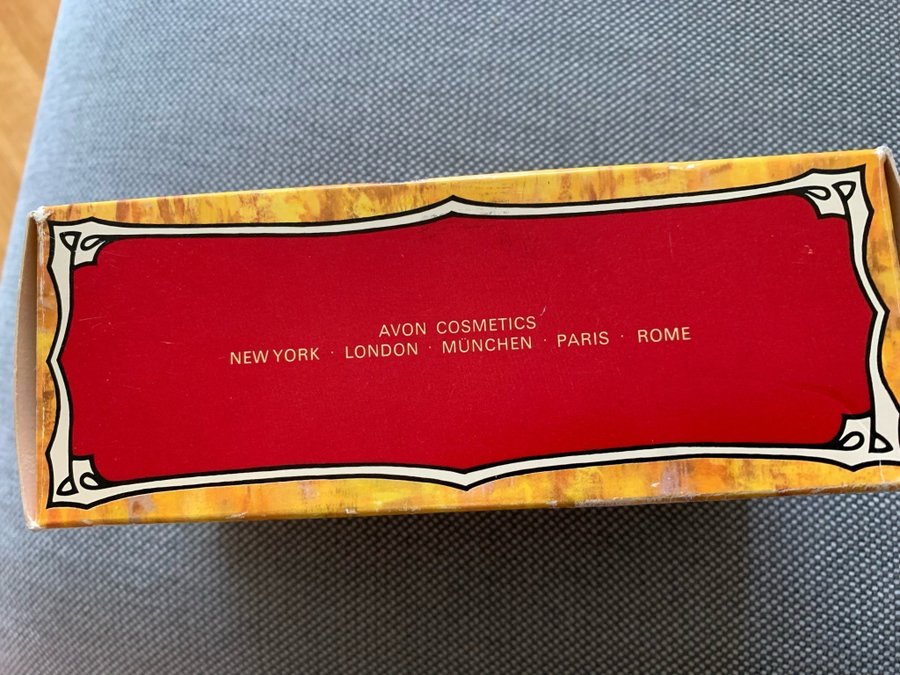 AVON COSMETICS
NEW YORK · LONDON · MÜNCHEN · PARIS · ROME